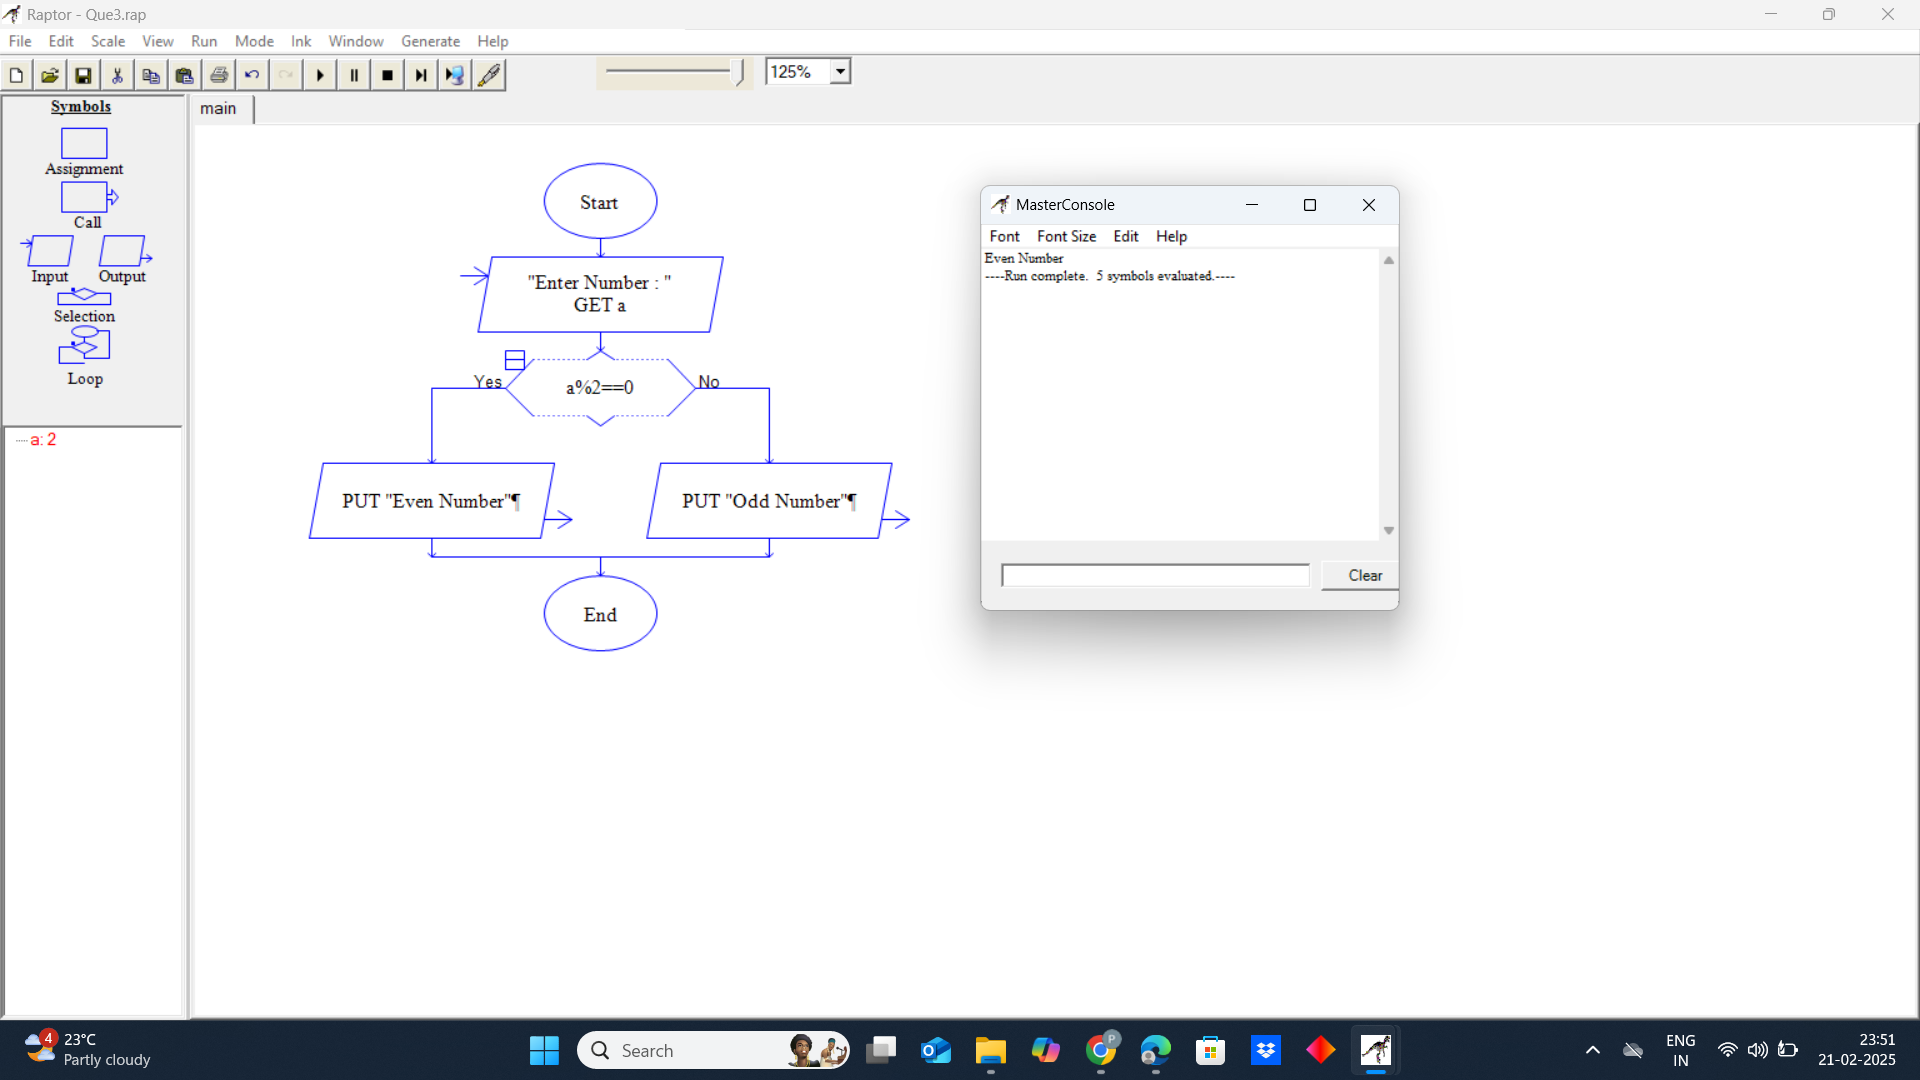 Raptor - Que3.rap
File Edit Scale View Run Mode Ink Window Generate Help
125%
Symbols
Assignment
Call
Input Output
Selection
Loop
a: 2
main
Start
"Enter Number : "
GET a
Yes
a%2==0
No
PUT "Even Number"¶
PUT "Odd Number"¶
End
MasterConsole
Font Font Size Edit Help
Even Number
----Run complete.  5 symbols evaluated.----
Clear
4
23°C
Partly cloudy
Search
P
ENG
IN
23:51
21-02-2025